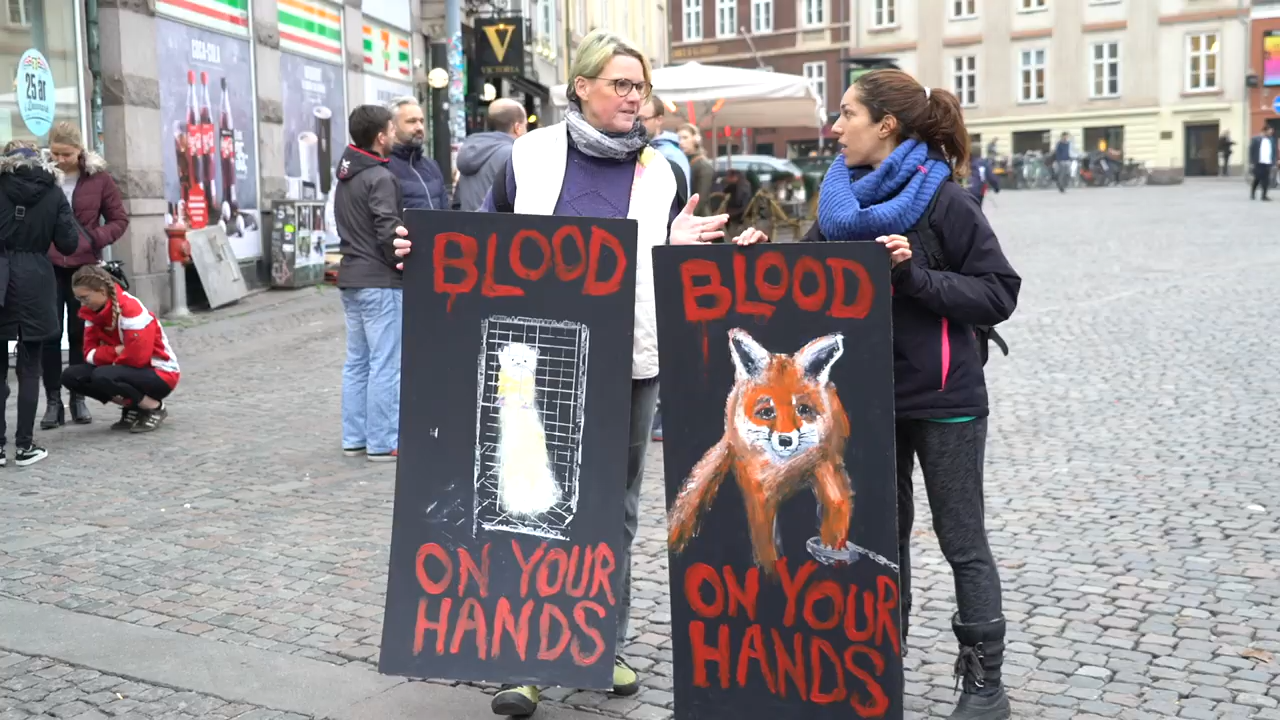 25 år
COCA-COLA
V
VICTORIA
BLOOD
ON YOUR
HANDS
BLOOD
ON YOUR
HANDS